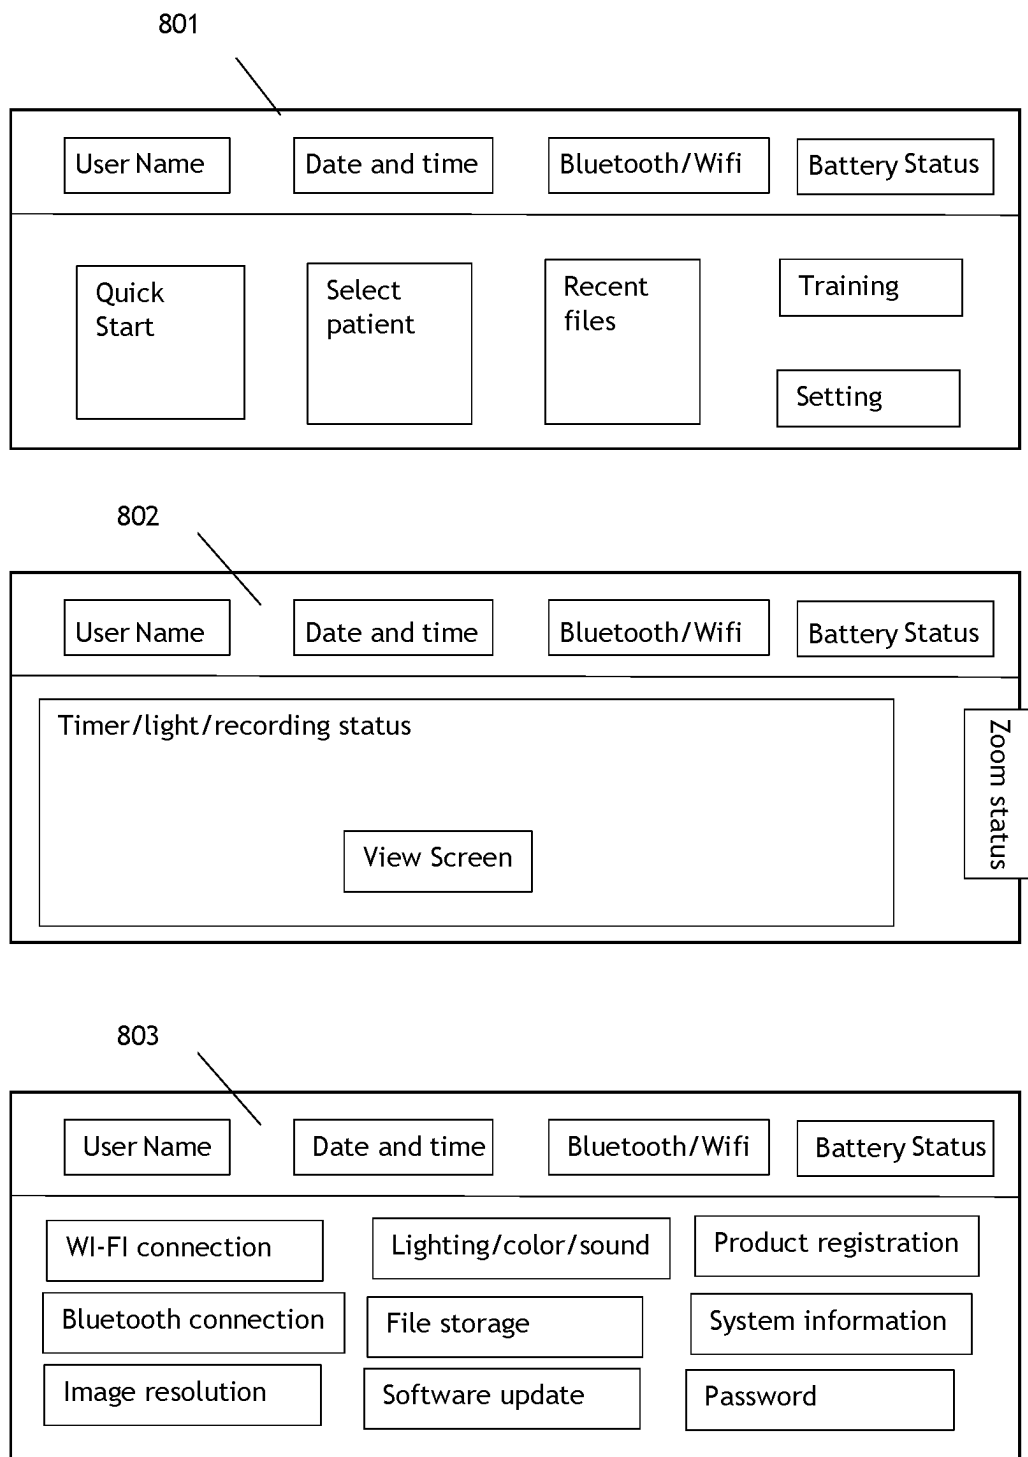 801
User Name
Date and time
Bluetooth/Wifi
Battery Status
Quick
Start
Select
patient
Recent
files
Training
Setting
802
User Name
Date and time
Bluetooth/Wifi
Battery Status
Timer/light/recording status
View Screen
Zoom status
803
User Name
Date and time
Bluetooth/Wifi
Battery Status
WI-FI connection
Lighting/color/sound
Product registration
Bluetooth connection
File storage
System information
Image resolution
Software update
Password